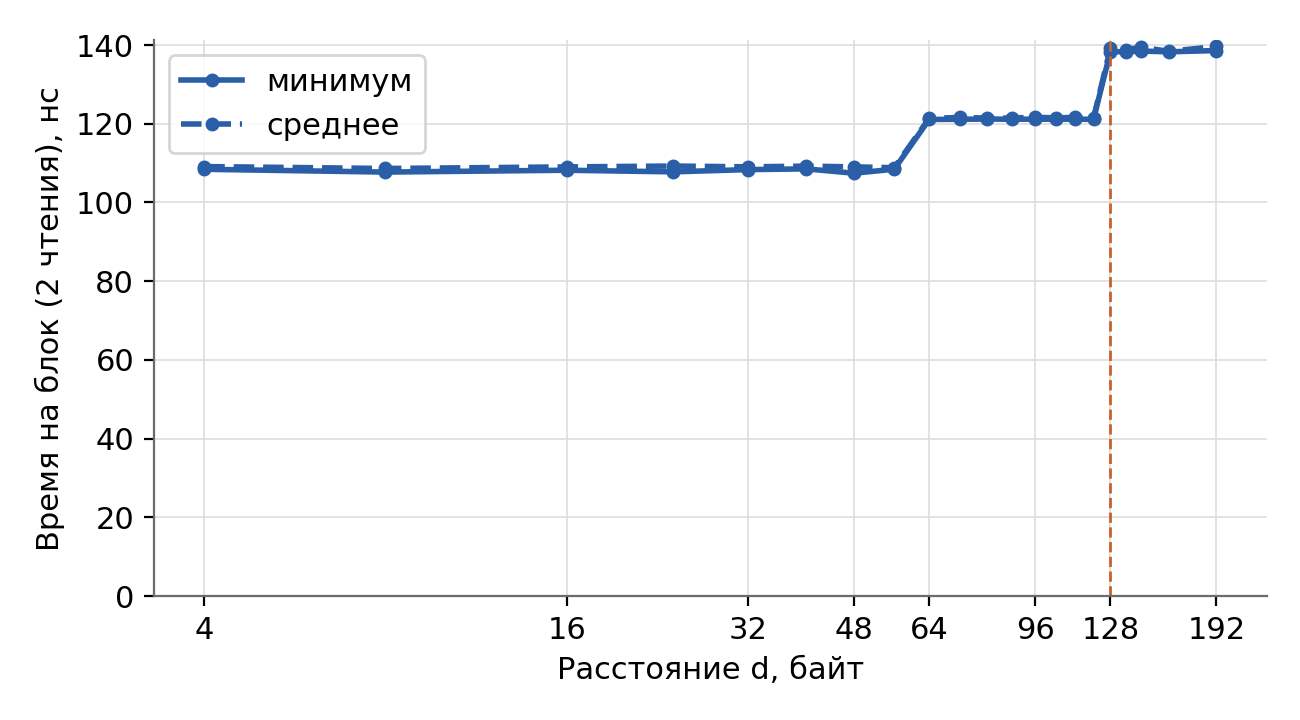 Время на блок (2 чтения), нс
140
120
100
80
60
40
20
0
минимум
среднее
4 16 32 48 64 96 128 192
Расстояние d, байт